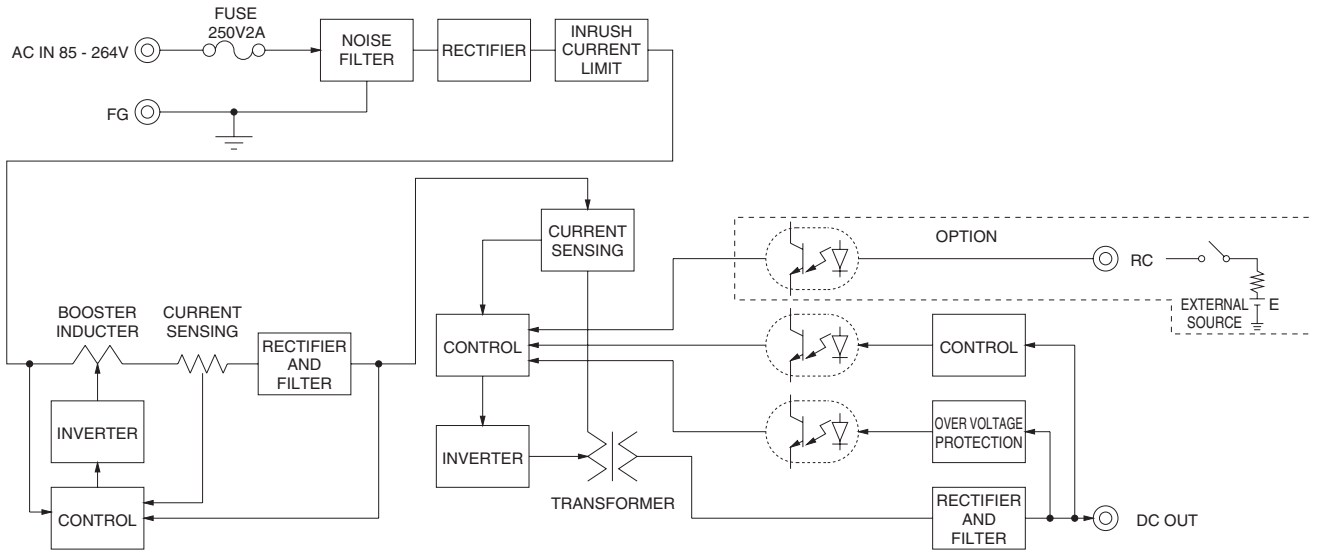 FUSE
250V2A
AC IN 85 - 264V
NOISE
FILTER
RECTIFIER
INRUSH
CURRENT
LIMIT
FG
CURRENT
SENSING
OPTION
RC
EXTERNAL
SOURCE
E
BOOSTER
INDUCTER
CURRENT
SENSING
RECTIFIER
AND
FILTER
CONTROL
CONTROL
INVERTER
INVERTER
OVER VOLTAGE
PROTECTION
TRANSFORMER
CONTROL
RECTIFIER
AND
FILTER
DC OUT